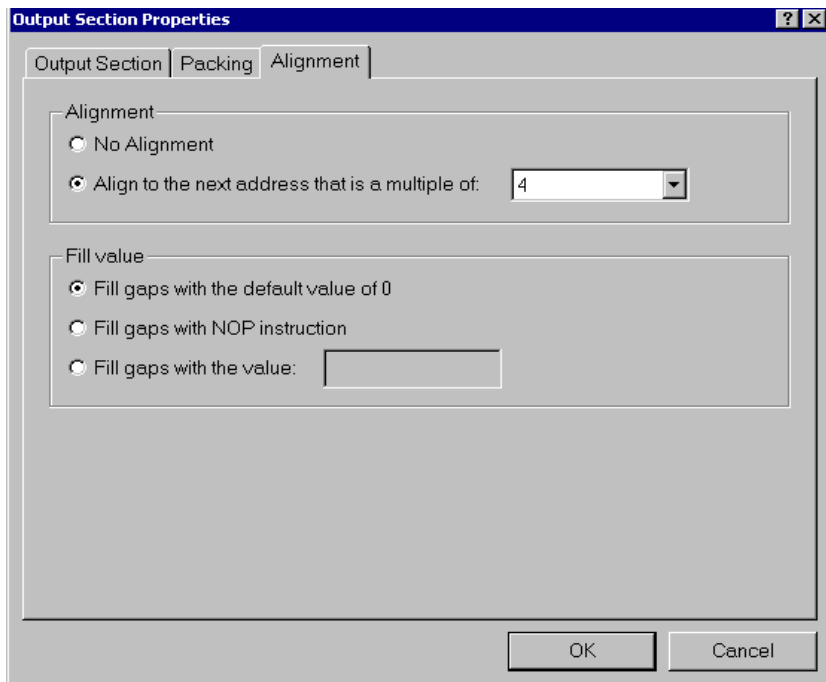 Output Section Properties
Output Section Packing Alignment
Alignment
No Alignment
Align to the next address that is a multiple of: 4
Fill value
Fill gaps with the default value of 0
Fill gaps with NOP instruction
Fill gaps with the value:
OK Cancel